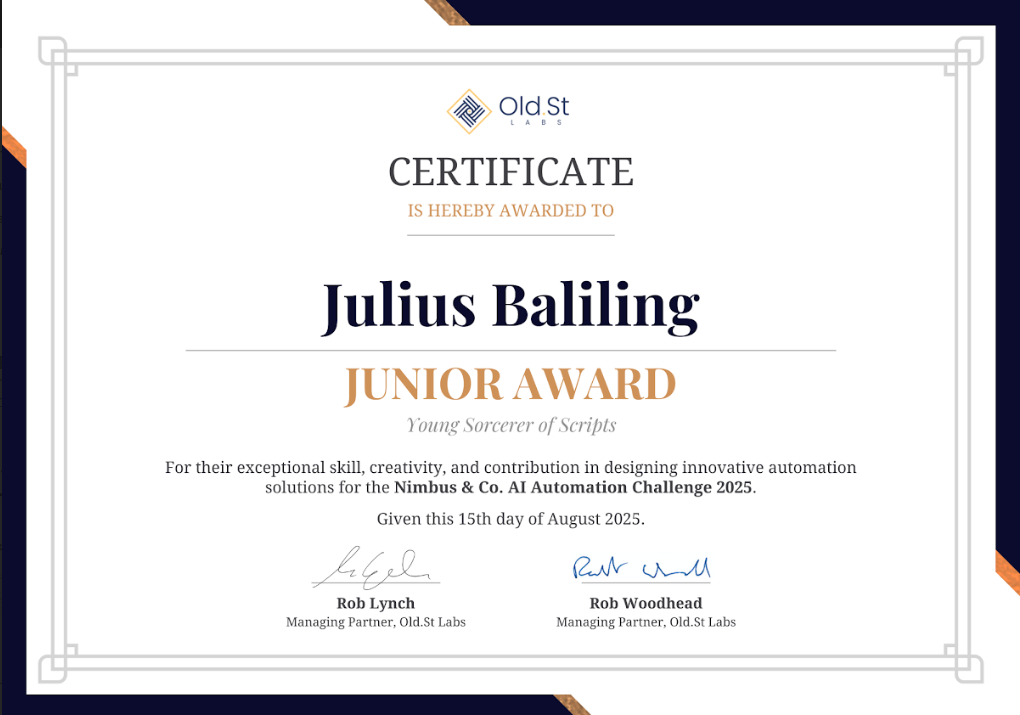 Old.St
LABS
CERTIFICATE
IS HEREBY AWARDED TO
Julius Baliling
JUNIOR AWARD
Young Sorcerer of Scripts
For their exceptional skill, creativity, and contribution in designing innovative automation
solutions for the Nimbus & Co. AI Automation Challenge 2025.
Given this 15th day of August 2025.
Rob Lynch
Managing Partner, Old.St Labs
Rob Woodhead
Managing Partner, Old.St Labs